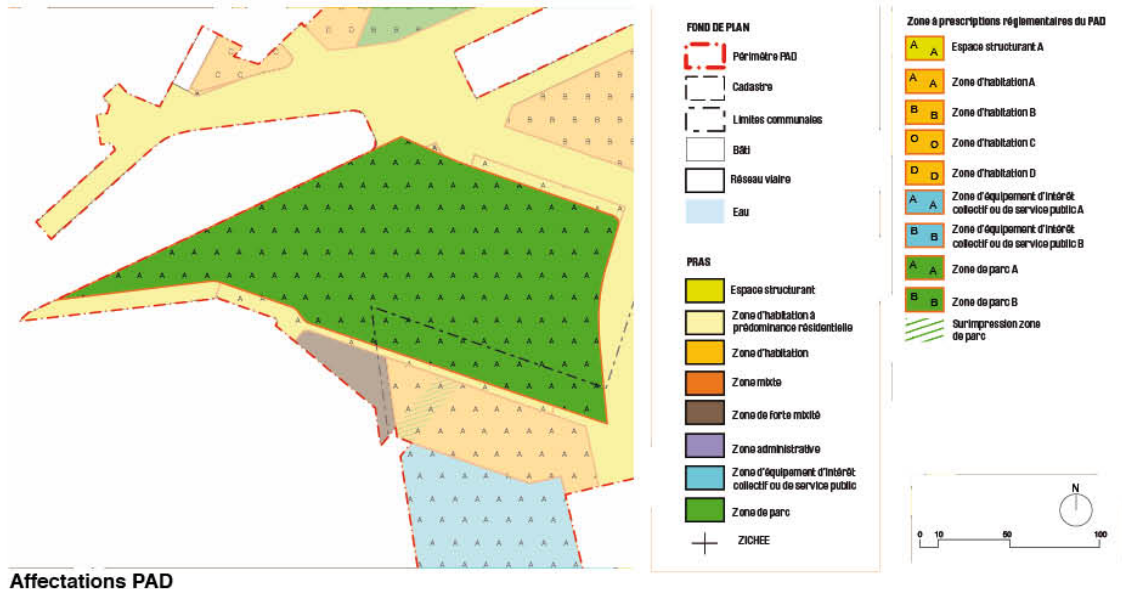 FOND DE PLAN
Périmètre PAD
Cadastre
Limites communales
Bâti
Réseau viaire
Eau
PRAS
Espace structurant
Zone d'habitation à
prédominance résidentielle
Zone d'habitation
Zone mixte
Zone de forte mixité
Zone administrative
Zone d'équipement d'intérêt
collectif ou de service public
Zone de parc
ZICHEE
Zone à prescriptions réglementaires du PAD
A A Espace structurant A
A A Zone d'habitation A
B B Zone d'habitation B
O O Zone d'habitation C
D D Zone d'habitation D
A A Zone d'équipement d'intérêt
collectif ou de service public A
B B Zone d'équipement d'intérêt
collectif ou de service public B
A A Zone de parc A
B B Zone de parc B
Surimpression zone
de parc
N
0 10 50 100
Affectations PAD